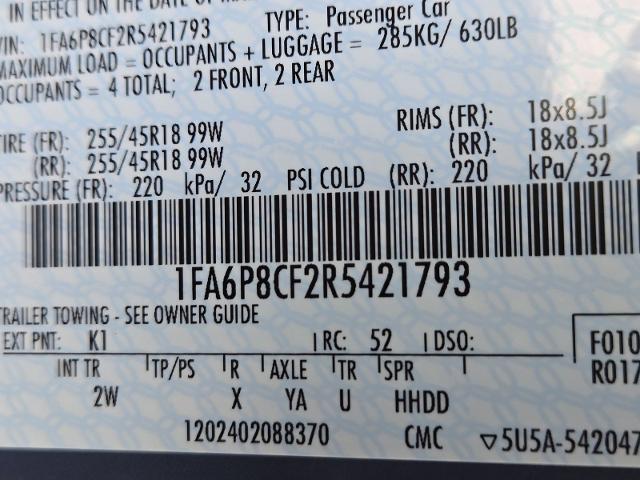 IN EFFECT ON THE DATE OF
VIN: 1FA6P8CF2R5421793 TYPE: Passenger Car
MAXIMUM LOAD = OCCUPANTS + LUGGAGE = 285KG/ 630LB
OCCUPANTS = 4 TOTAL; 2 FRONT, 2 REAR
TIRE (FR): 255/45R18 99W RIMS (FR): 18x8.5J
(RR): 255/45R18 99W (RR): 18x8.5J
PRESSURE (FR): 220 kPa/ 32 PSI COLD (RR): 220 kPa/ 32
1FA6P8CF2R5421793
TRAILER TOWING - SEE OWNER GUIDE
EXT PNT: K1 RC: 52 DSO: F010
INT TR TP/PS R AXLE TR SPR R017
2W X YA U HHDD
1202402088370 CMC ▽5U5A-542047